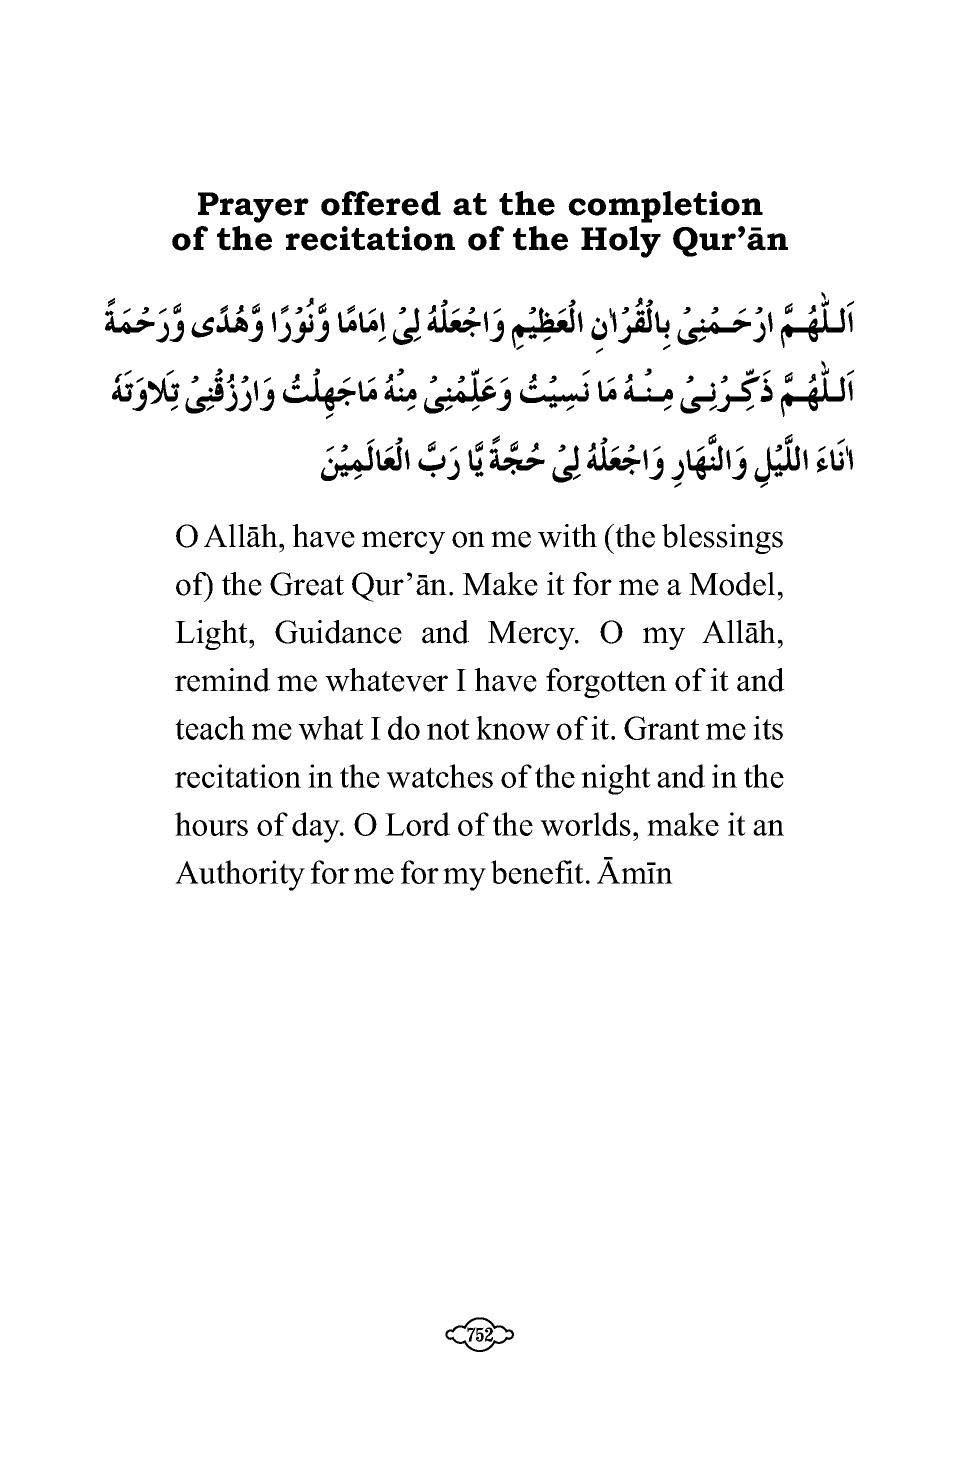 Prayer offered at the completion
of the recitation of the Holy Qur’ān
اَللّٰهُمَّ ارْحَمْنِىْ بِالْقُرْاٰنِ الْعَظِيْمِ وَاجْعَلْهُ لِىْ اِمَامًا وَّنُوْرًا وَّهُدًى وَّرَحْمَةً
اَللّٰهُمَّ ذَكِّرْنِىْ مِنْهُ مَا نَسِيْتُ وَعَلِّمْنِىْ مِنْهُ مَاجَهِلْتُ وَارْزُقْنِىْ تِلَاوَتَهٗ
اٰنَاءَ اللَّيْلِ وَالنَّهَارِ وَاجْعَلْهُ لِىْ حُجَّةً يَّا رَبَّ الْعَالَمِيْنَ
O Allāh, have mercy on me with (the blessings
of) the Great Qur’ān. Make it for me a Model,
Light, Guidance and Mercy. O my Allāh,
remind me whatever I have forgotten of it and
teach me what I do not know of it. Grant me its
recitation in the watches of the night and in the
hours of day. O Lord of the worlds, make it an
Authority for me for my benefit. Āmīn
752